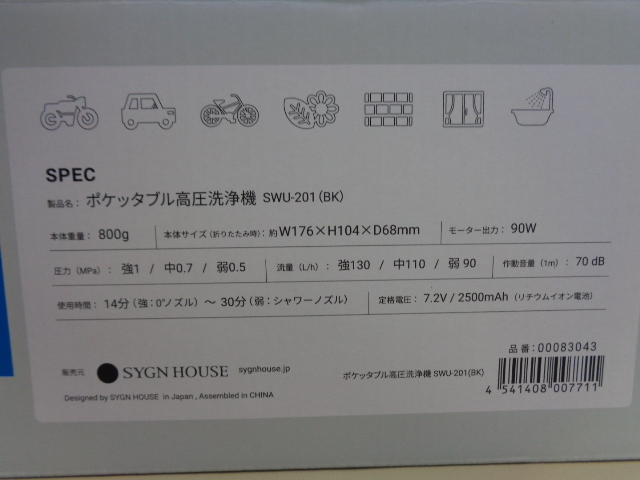 SPEC
製品名： ポケッタブル高圧洗浄機 SWU-201 (BK)
本体重量： 800g 本体サイズ（折りたたみ時）：約 W176×H104×D68mm モーター出力： 90W
圧力（MPa）： 強1 / 中0.7 / 弱0.5 流量（L/h）： 強130 / 中110 / 弱 90 作動音量（1m）： 70 dB
使用時間： 14分（強：0°ノズル）～ 30分（弱：シャワーノズル） 定格電圧： 7.2V / 2500mAh （リチウムイオン電池）
品番：00083043
販売元 SYGN HOUSE sygnhouse.jp ポケッタブル高圧洗浄機 SWU-201(BK)
4 541408 007711
Designed by SYGN HOUSE in Japan , Assembled in CHINA